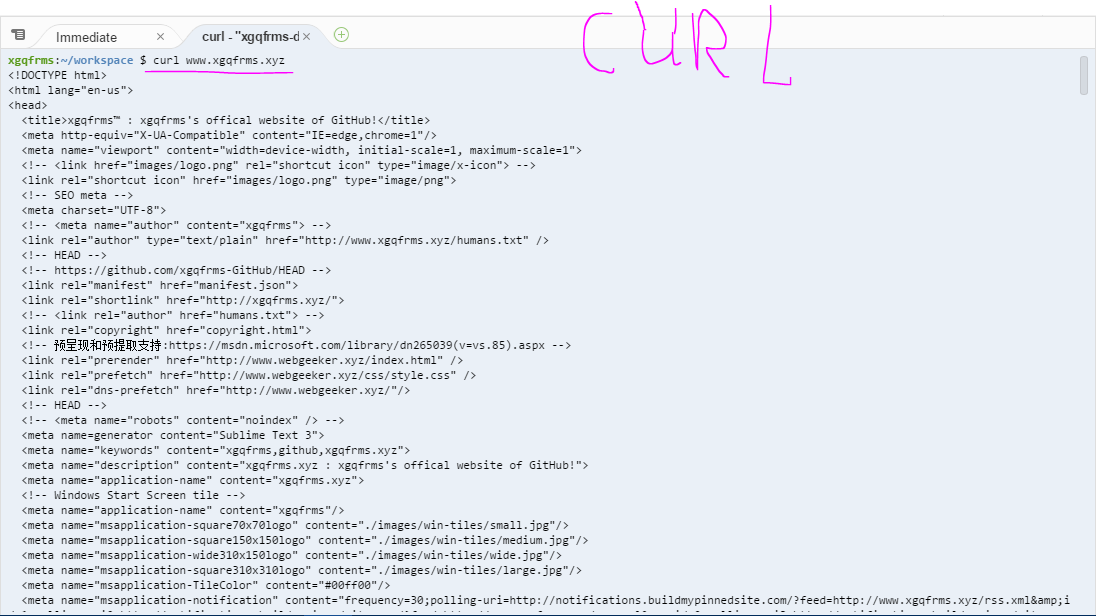 CURL
Immediate
curl - "xgqfrms-d
xgqfrms:~/workspace $ curl www.xgqfrms.xyz
<!DOCTYPE html>
<html lang="en-us">
<head>
<title>xgqfrms™ : xgqfrms's offical website of GitHub!</title>
<meta http-equiv="X-UA-Compatible" content="IE=edge,chrome=1"/>
<meta name="viewport" content="width=device-width, initial-scale=1, maximum-scale=1">
<!-- <link href="images/logo.png" rel="shortcut icon" type="image/x-icon"> -->
<link rel="shortcut icon" href="images/logo.png" type="image/png">
<!-- SEO meta -->
<meta charset="UTF-8">
<!-- <meta name="author" content="xgqfrms"> -->
<link rel="author" type="text/plain" href="http://www.xgqfrms.xyz/humans.txt" />
<!-- HEAD -->
<!-- https://github.com/xgqfrms-GitHub/HEAD -->
<link rel="manifest" href="manifest.json">
<link rel="shortlink" href="http://xgqfrms.xyz/">
<!-- <link rel="author" href="humans.txt"> -->
<link rel="copyright" href="copyright.html">
<!-- 预呈现和预提取支持:https://msdn.microsoft.com/library/dn265039(v=vs.85).aspx -->
<link rel="prerender" href="http://www.webgeeker.xyz/index.html" />
<link rel="prefetch" href="http://www.webgeeker.xyz/css/style.css" />
<link rel="dns-prefetch" href="http://www.webgeeker.xyz/"/>
<!-- HEAD -->
<!-- <meta name="robots" content="noindex" /> -->
<meta name=generator content="Sublime Text 3">
<meta name="keywords" content="xgqfrms,github,xgqfrms.xyz">
<meta name="description" content="xgqfrms.xyz : xgqfrms's offical website of GitHub!">
<meta name="application-name" content="xgqfrms.xyz">
<!-- Windows Start Screen tile -->
<meta name="application-name" content="xgqfrms"/>
<meta name="msapplication-square70x70logo" content="./images/win-tiles/small.jpg"/>
<meta name="msapplication-square150x150logo" content="./images/win-tiles/medium.jpg"/>
<meta name="msapplication-wide310x150logo" content="./images/win-tiles/wide.jpg"/>
<meta name="msapplication-square310x310logo" content="./images/win-tiles/large.jpg"/>
<meta name="msapplication-TileColor" content="#00ff00"/>
<meta name="msapplication-notification" content="frequency=30;polling-uri=http://notifications.buildmypinnedsite.com/?feed=http://www.xgqfrms.xyz/rss.xml&amp;i